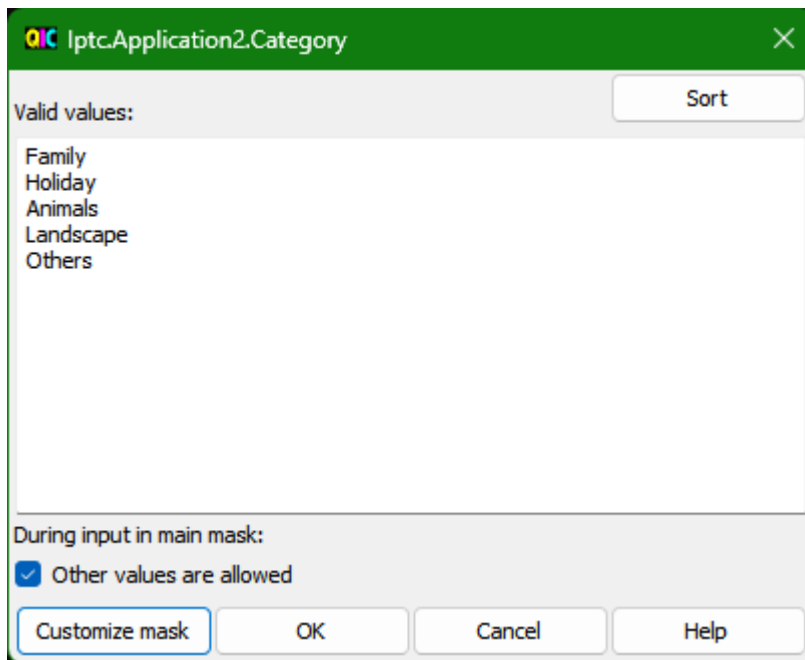 QIC Iptc.Application2.Category
Sort
Valid values:
Family
Holiday
Animals
Landscape
Others
During input in main mask:
Other values are allowed
Customize mask OK Cancel Help